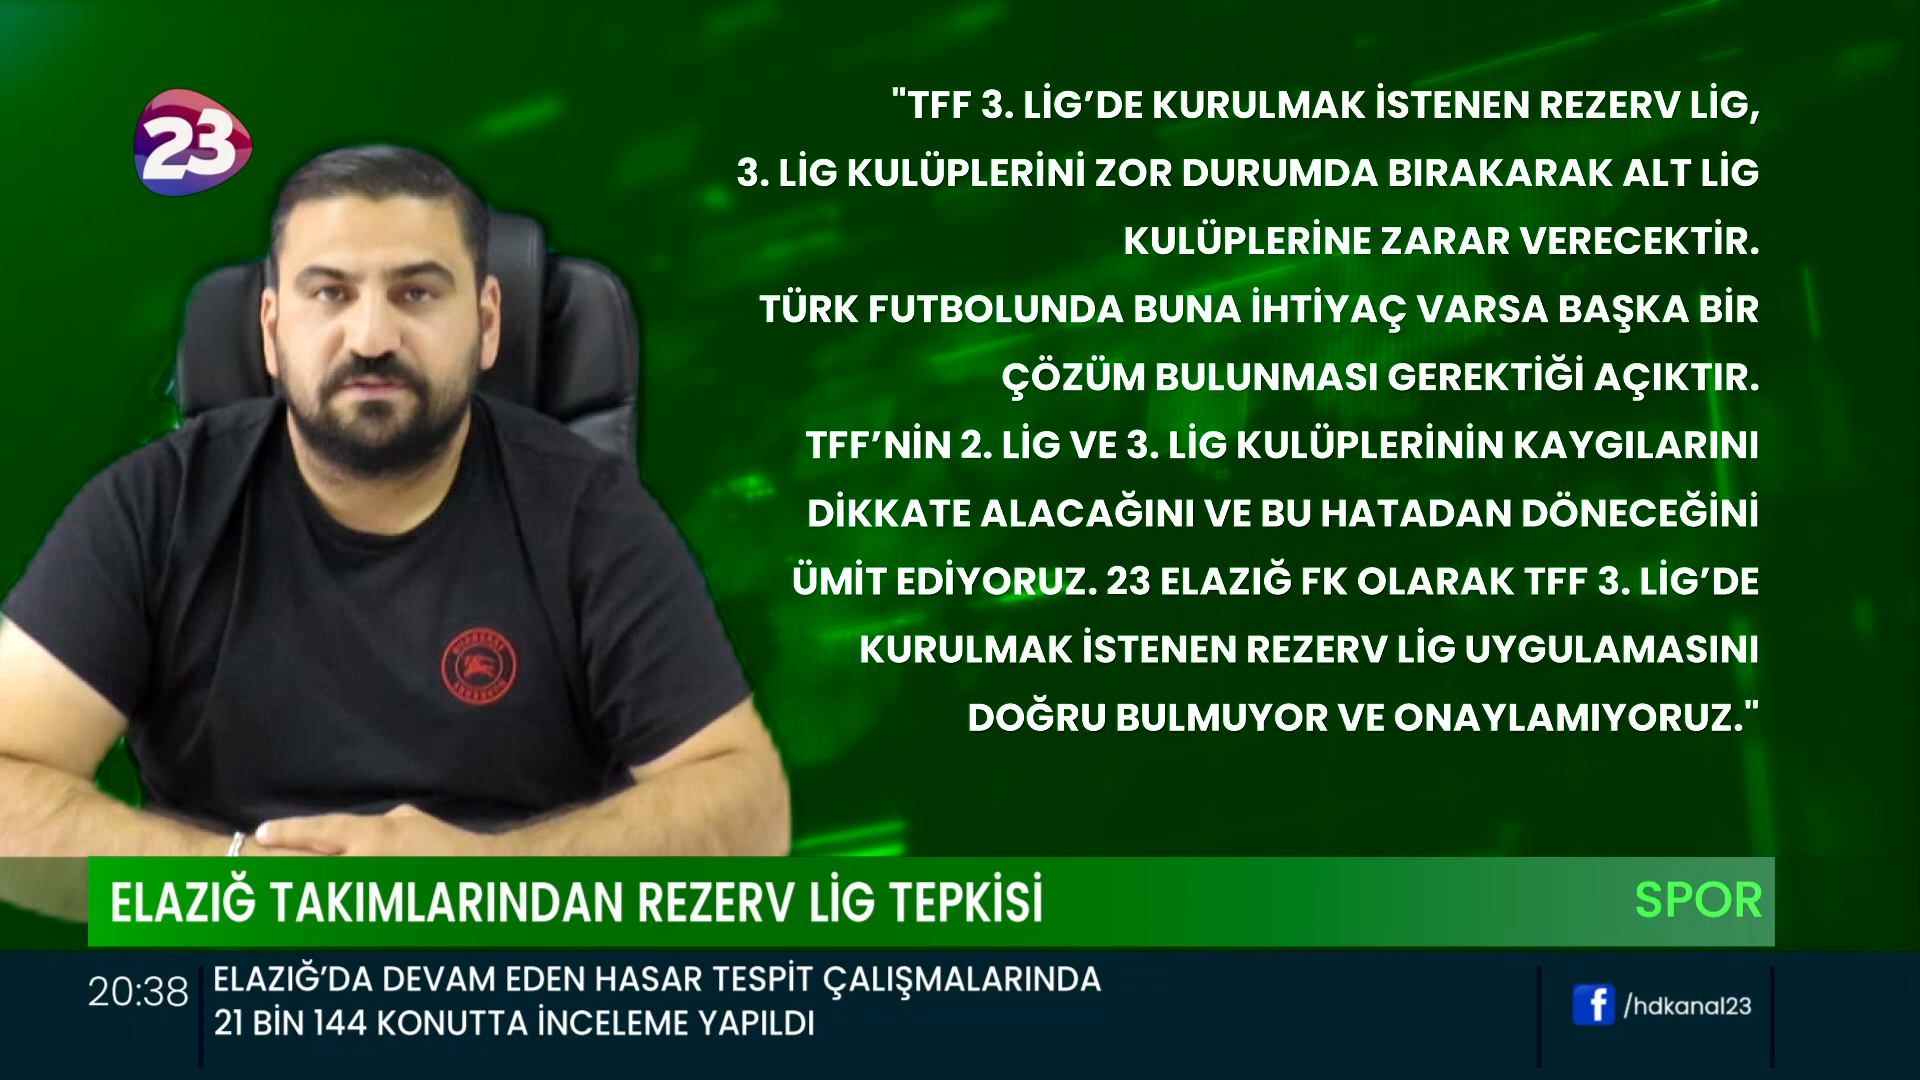 23
"TFF 3. LİG’DE KURULMAK İSTENEN REZERV LİG,
3. LİG KULÜPLERİNİ ZOR DURUMDA BIRAKARAK ALT LİG
KULÜPLERİNE ZARAR VERECEKTİR.
TÜRK FUTBOLUNDA BUNA İHTİYAÇ VARSA BAŞKA BİR
ÇÖZÜM BULUNMASI GEREKTİĞİ AÇIKTIR.
TFF’NİN 2. LİG VE 3. LİG KULÜPLERİNİN KAYGILARINI
DİKKATE ALACAĞINI VE BU HATADAN DÖNECEĞİNİ
ÜMİT EDİYORUZ. 23 ELAZIĞ FK OLARAK TFF 3. LİG’DE
KURULMAK İSTENEN REZERV LİG UYGULAMASINI
DOĞRU BULMUYOR VE ONAYLAMIYORUZ."
ELAZIĞ TAKIMLARINDAN REZERV LİG TEPKİSİ
SPOR
20:38
ELAZIĞ’DA DEVAM EDEN HASAR TESPİT ÇALIŞMALARINDA
21 BİN 144 KONUTTA İNCELEME YAPILDI
f /hdkanal23